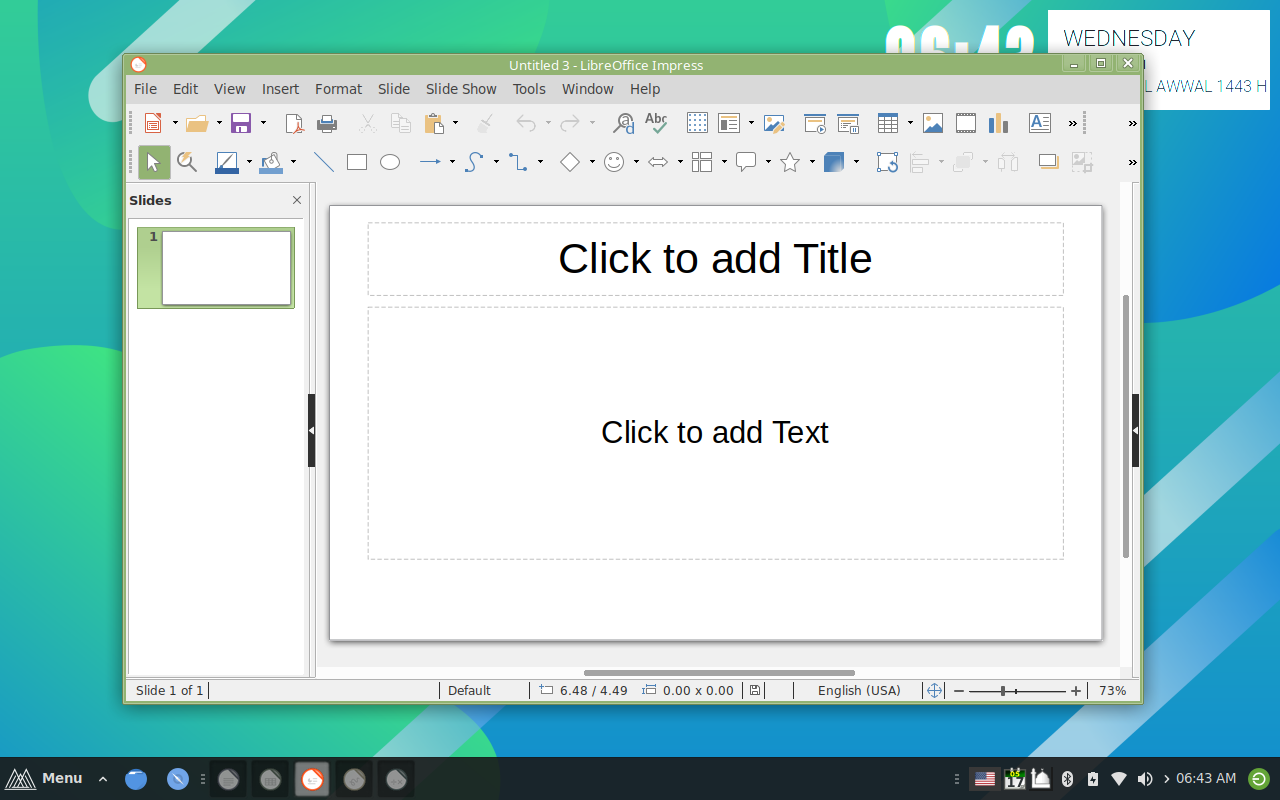 WEDNESDAY
L AWWAL 1443 H
Untitled 3 - LibreOffice Impress
File Edit View Insert Format Slide Slide Show Tools Window Help
Abc
A
Slides
1
Click to add Title
Click to add Text
Slide 1 of 1 Default 6.48 / 4.49 0.00 x 0.00 English (USA) 73%
Menu 17 06:43 AM